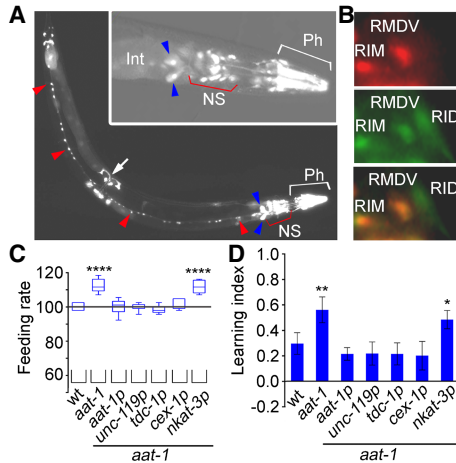 A
Int
Ph
NS
Ph
NS
B
RMDV
RIM
RMDV
RIM
RID
RMDV
RIM
RID
C
****
****
Feeding rate
120
100
80
60
wt
aat-1
aat-1p
unc-119p
tdc-1p
cex-1p
nkat-3p
aat-1
D
**
*
Learning index
1.0
0.8
0.6
0.4
0.2
0.0
-0.2
wt
aat-1
aat-1p
unc-119p
tdc-1p
cex-1p
nkat-3p
aat-1